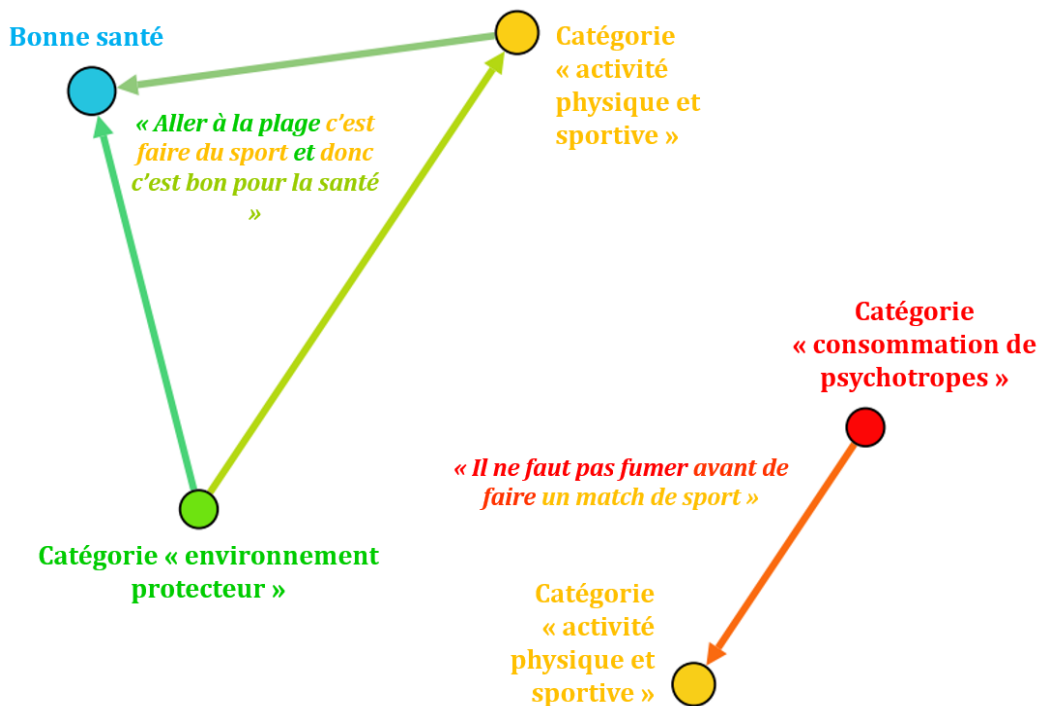 Bonne santé
Catégorie
« activité
physique et
sportive »
« Aller à la plage c’est
faire du sport et donc
c’est bon pour la santé
»
Catégorie
« consommation de
psychotropes »
« Il ne faut pas fumer avant de
faire un match de sport »
Catégorie « environnement
protecteur »
Catégorie
« activité
physique et
sportive »